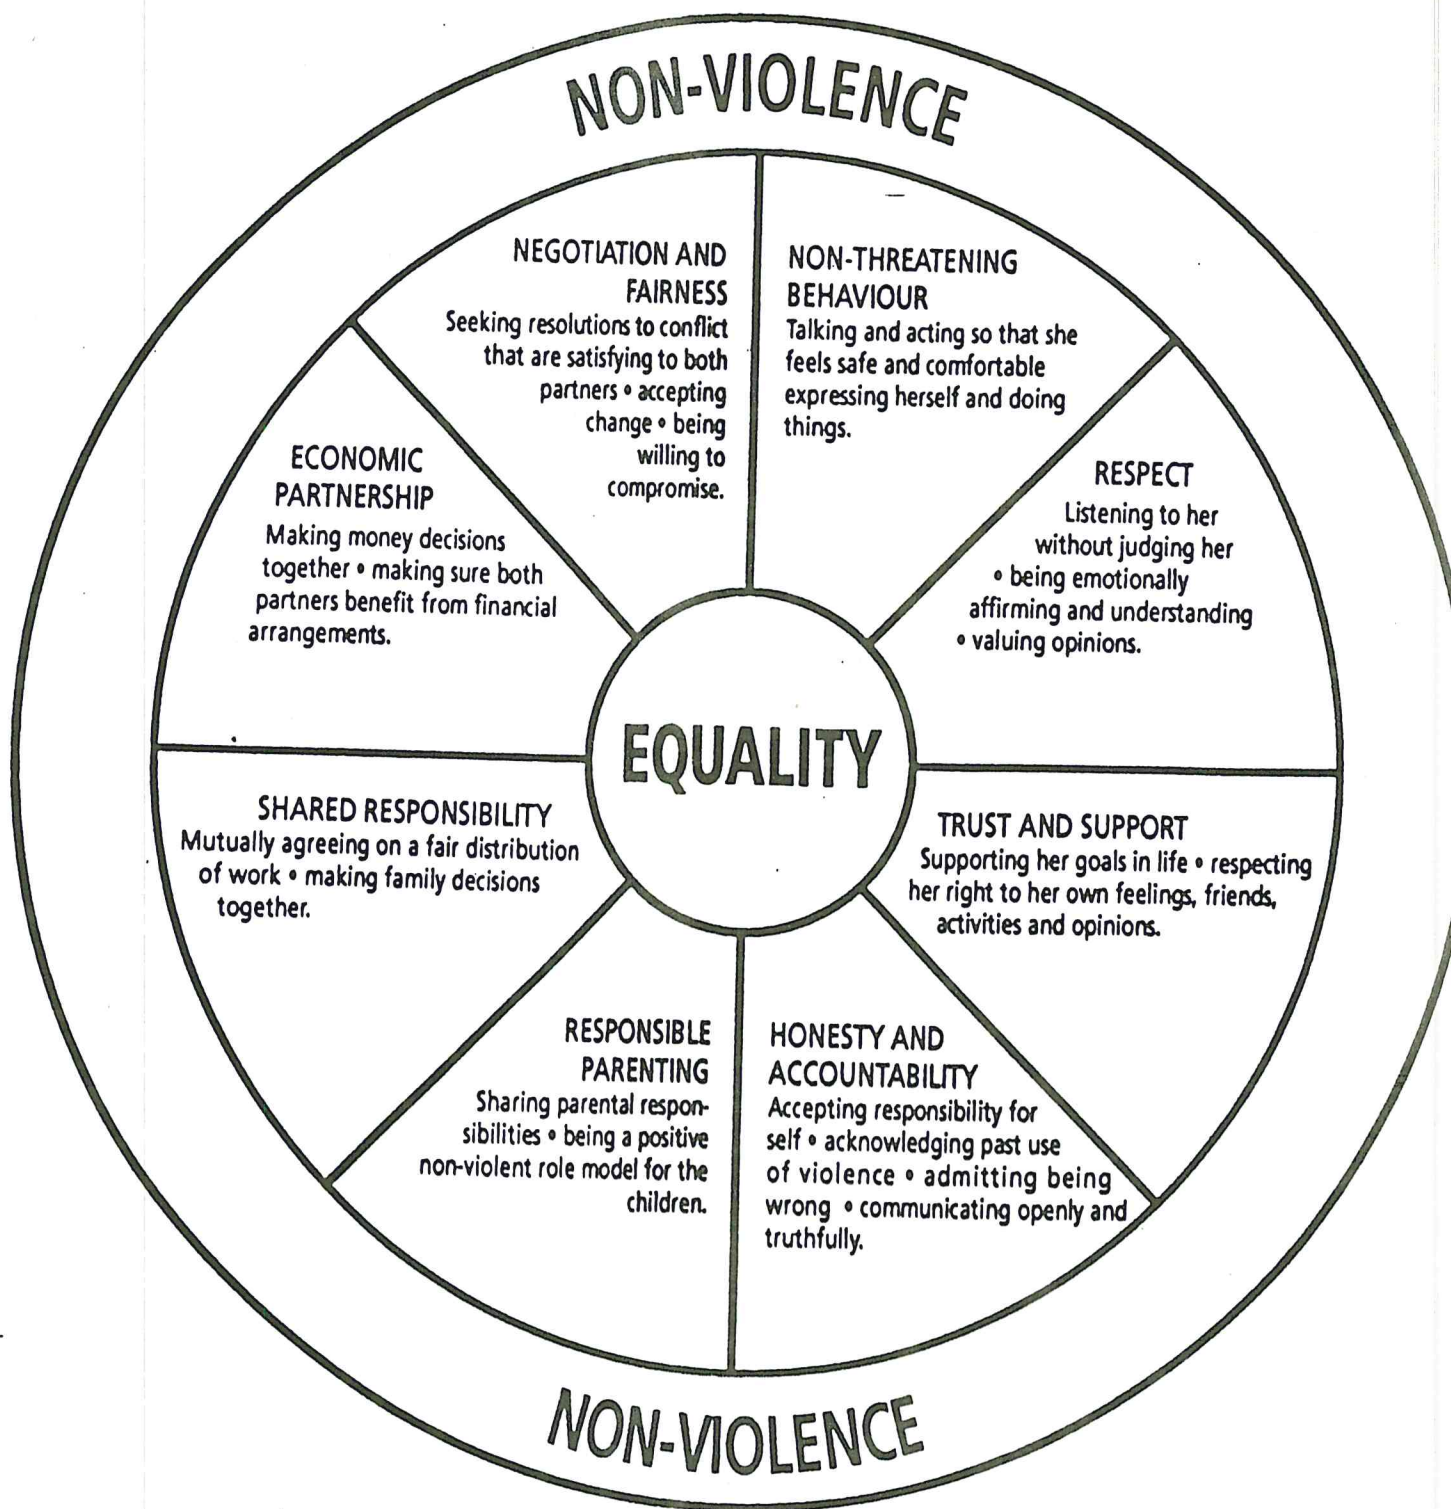 NON-VIOLENCE
NEGOTIATION AND
FAIRNESS
Seeking resolutions to conflict
that are satisfying to both
partners • accepting
change • being
willing to
compromise.
NON-THREATENING
BEHAVIOUR
Talking and acting so that she
feels safe and comfortable
expressing herself and doing
things.
RESPECT
Listening to her
without judging her
• being emotionally
affirming and understanding
• valuing opinions.
TRUST AND SUPPORT
Supporting her goals in life • respecting
her right to her own feelings, friends,
activities and opinions.
HONESTY AND
ACCOUNTABILITY
Accepting responsibility for
self • acknowledging past use
of violence • admitting being
wrong • communicating openly and
truthfully.
RESPONSIBLE
PARENTING
Sharing parental respon-
sibilities • being a positive
non-violent role model for the
children.
SHARED RESPONSIBILITY
Mutually agreeing on a fair distribution
of work • making family decisions
together.
ECONOMIC
PARTNERSHIP
Making money decisions
together • making sure both
partners benefit from financial
arrangements.
EQUALITY
NON-VIOLENCE